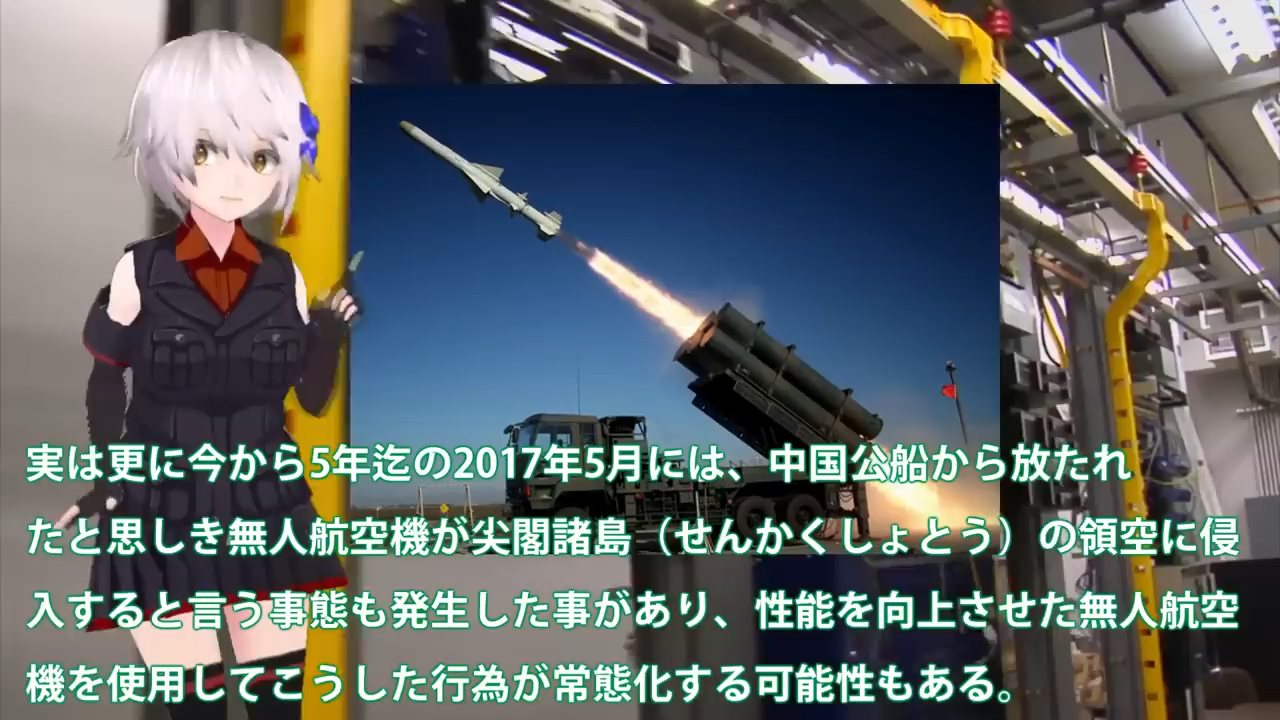 実は更に今から5年迄の2017年5月には、中国公船から放たれ
たと思しき無人航空機が尖閣諸島（せんかくしょとう）の領空に侵
入すると言う事態も発生した事があり、性能を向上させた無人航空
機を使用してこうした行為が常態化する可能性もある。